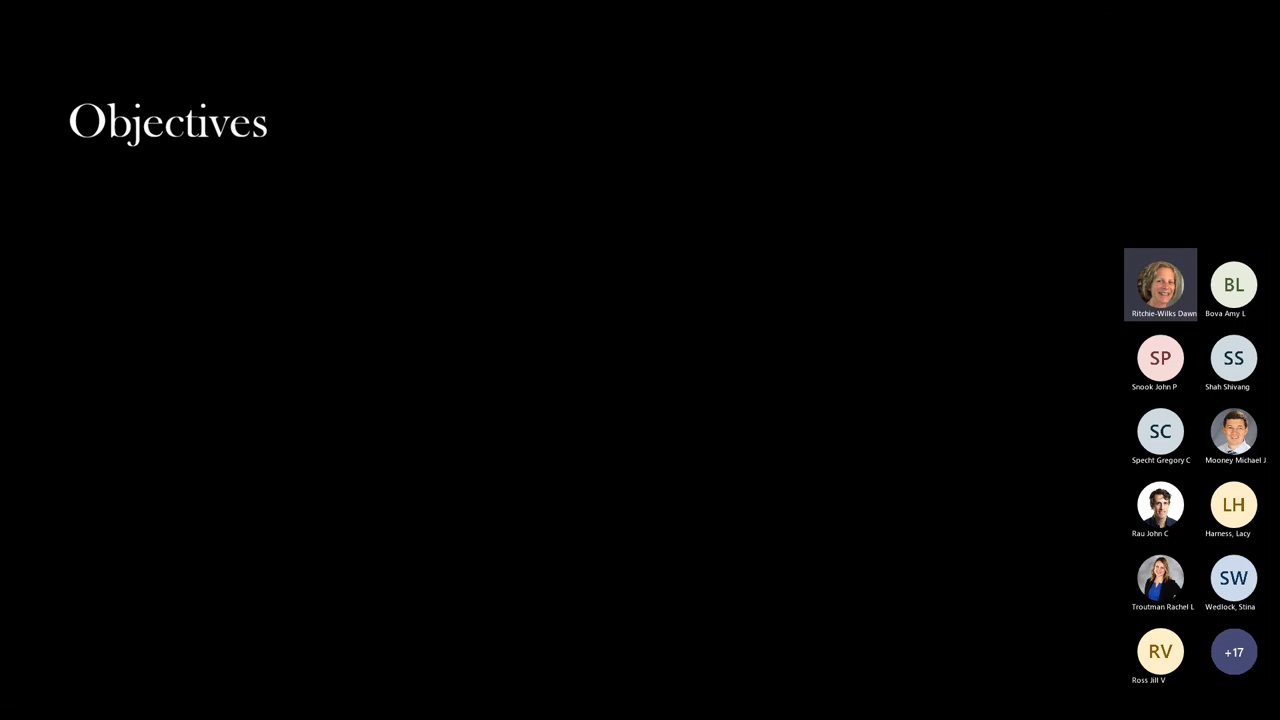 Objectives
Ritchie-Wilks Dawn
BL
Bova Amy L
SP
Snook John P
SS
Shah Shivang
SC
Specht Gregory C
Mooney Michael J
Rau John C
LH
Harness, Lacy
Troutman Rachel L
SW
Wedlock, Stina
RV
Ross Jill V
+17